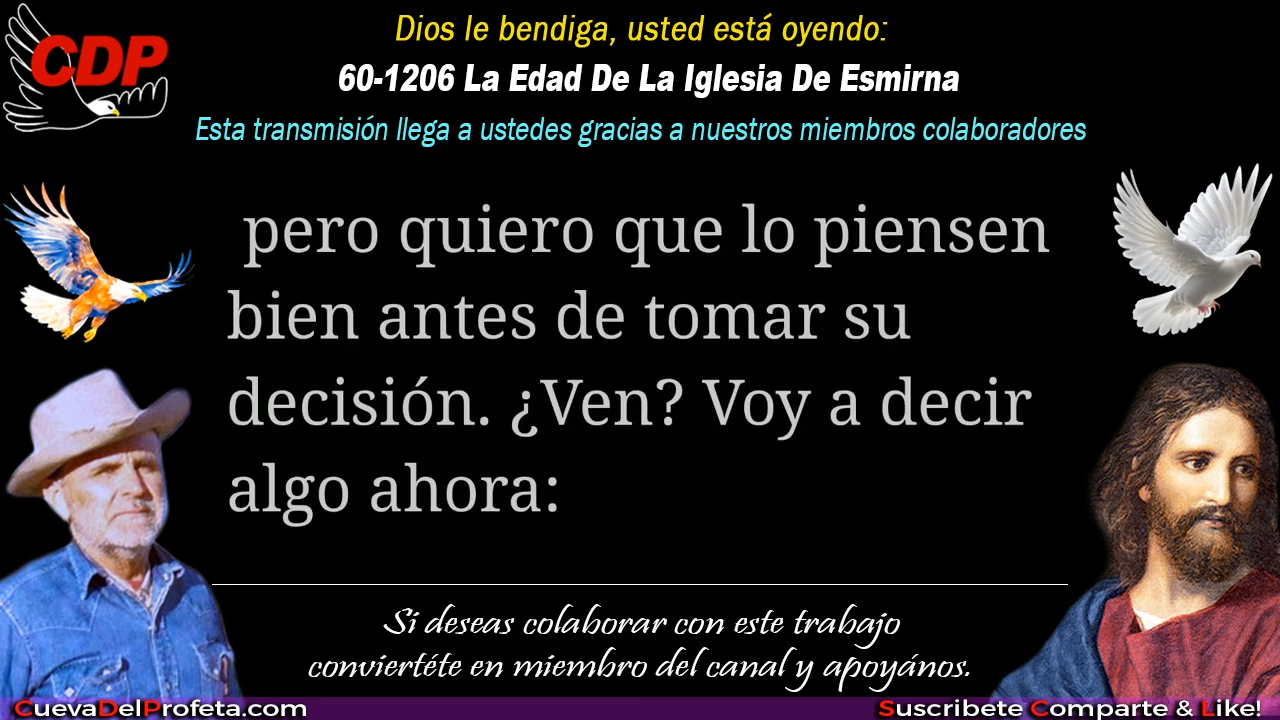 CDP
Dios le bendiga, usted está oyendo:
60-1206 La Edad De La Iglesia De Esmirna
Esta transmisión llega a ustedes gracias a nuestros miembros colaboradores
pero quiero que lo piensen
bien antes de tomar su
decisión. ¿Ven? Voy a decir
algo ahora:
Si deseas colaborar con este trabajo
conviertéte en miembro del canal y apoyános.
CuevaDelProfeta.com
Suscribete Comparte & Like!